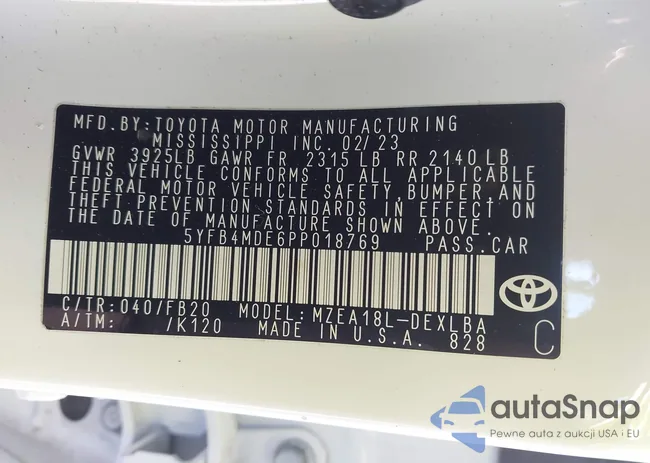 MFD. BY: TOYOTA MOTOR MANUFACTURING
MISSISSIPPI INC. 02/23
GVWR 3925LB GAWR FR 2315 LB RR 2140 LB
THIS VEHICLE CONFORMS TO ALL APPLICABLE
FEDERAL MOTOR VEHICLE SAFETY, BUMPER, AND
THEFT PREVENTION STANDARDS IN EFFECT ON
THE DATE OF MANUFACTURE SHOWN ABOVE.
5YFB4MDE6PP018769 PASS. CAR
C/TR: 040/FB20 MODEL: MZEA18L-DEXLBA
A/TM: /K120 MADE IN U.S.A. 828
C
autaSnap
Pewne auta z aukcji USA i EU